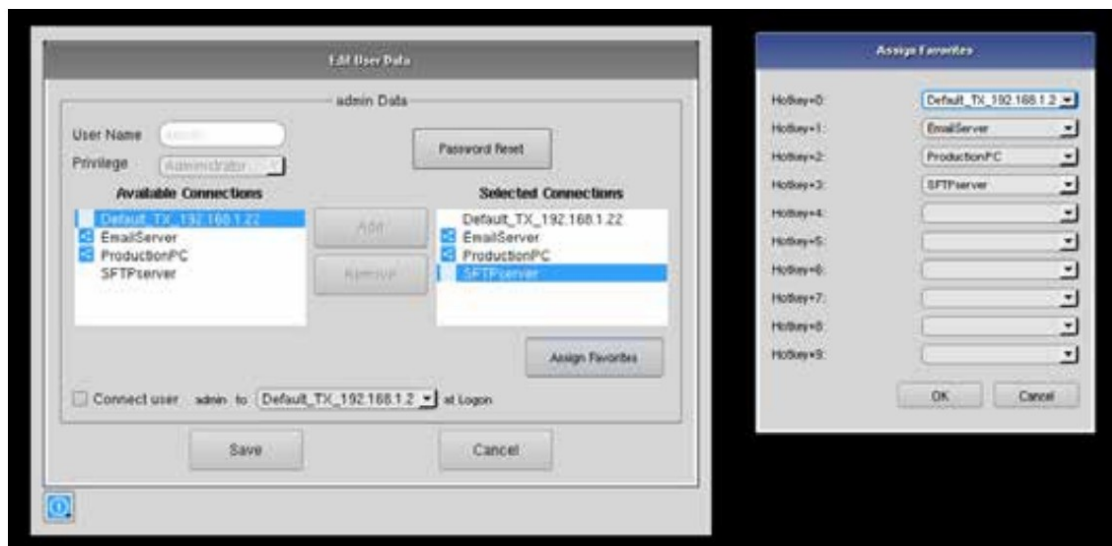 Edit User Data
admin Data
User Name admin
Privilege Administrator
Password Reset
Available Connections
Default_TX_192.168.1.22
EmailServer
ProductionPC
SFTPserver
Add
Remove
Selected Connections
Default_TX_192.168.1.22
EmailServer
ProductionPC
SFTPserver
Assign Favorites
Connect user admin to Default_TX_192.168.1.2 at Logon
Save
Cancel
Assign Favorites
Hotkey+0: Default_TX_192.168.1.2
Hotkey+1: EmailServer
Hotkey+2: ProductionPC
Hotkey+3: SFTPserver
Hotkey+4:
Hotkey+5:
Hotkey+6:
Hotkey+7:
Hotkey+8:
Hotkey+9:
OK
Cancel